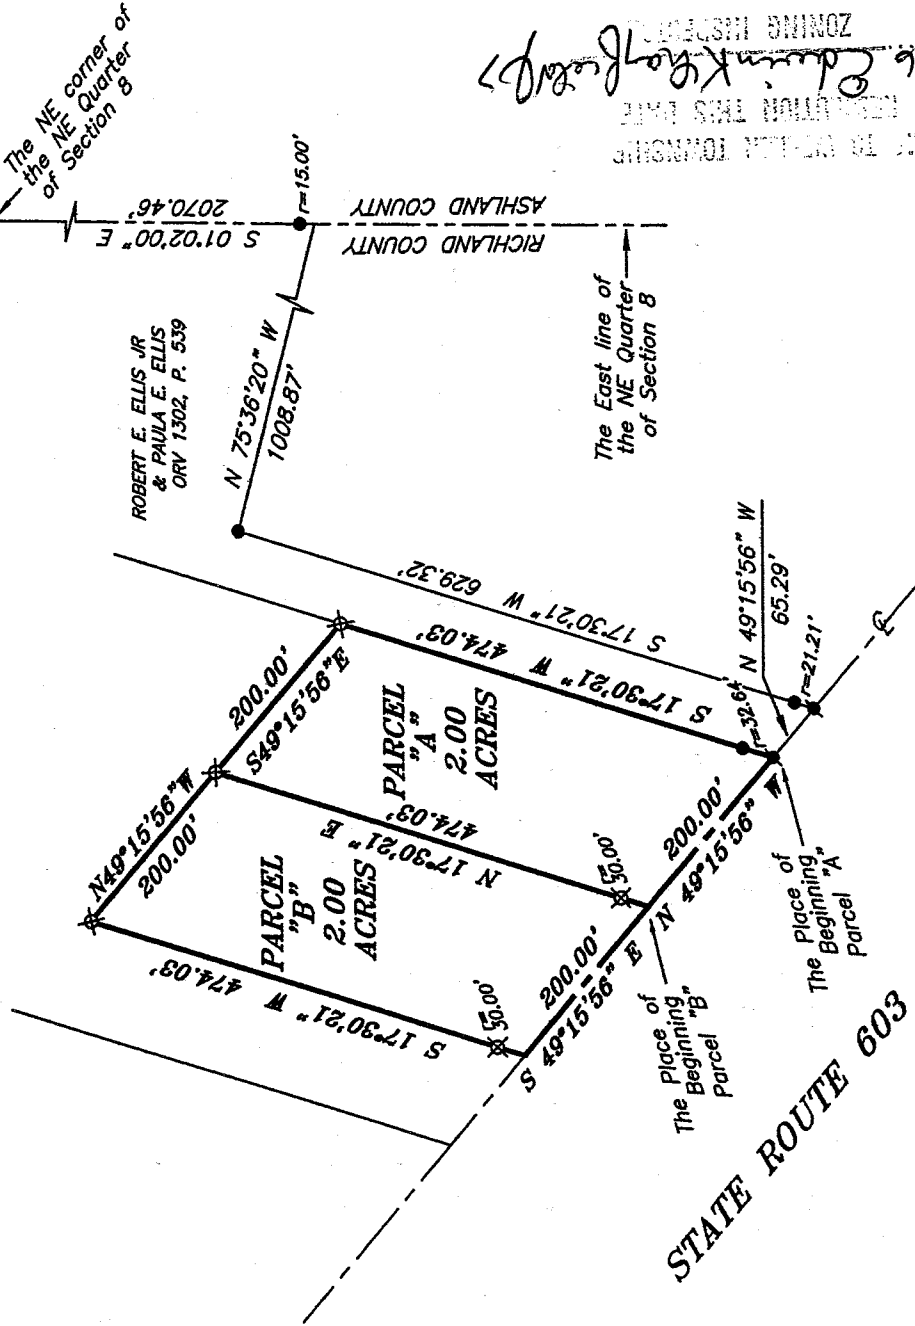 The NE corner of
the NE Quarter
of Section 8
ZONING INSPECTOR
RESOLUTION THIS DATE
TOWNSHIP
r=15.00'
S 01°02'00" E
2070.46'
ASHLAND COUNTY
RICHLAND COUNTY
ROBERT E. ELLIS JR
& PAULA E. ELLIS
ORV 1302, P. 539
N 75°36'20" W
1008.87'
The East line of
the NE Quarter
of Section 8
S 17°30'21" W 629.32'
N 49°15'56" W
65.29'
r=21.21'
200.00'
S49°15'56"E
S 17°30'21" W 474.03'
r=32.64'
PARCEL
"A"
2.00
ACRES
N49°15'56"W
200.00'
N 17°30'21" E 474.03'
r=
30.00'
PARCEL
"B"
2.00
ACRES
S 17°30'21" W 474.03'
r=
30.00'
200.00'
S 49°15'56" E
200.00'
N 49°15'56" W
The Place of
Beginning
Parcel "B"
The Place of
Beginning
Parcel "A"
STATE ROUTE 603